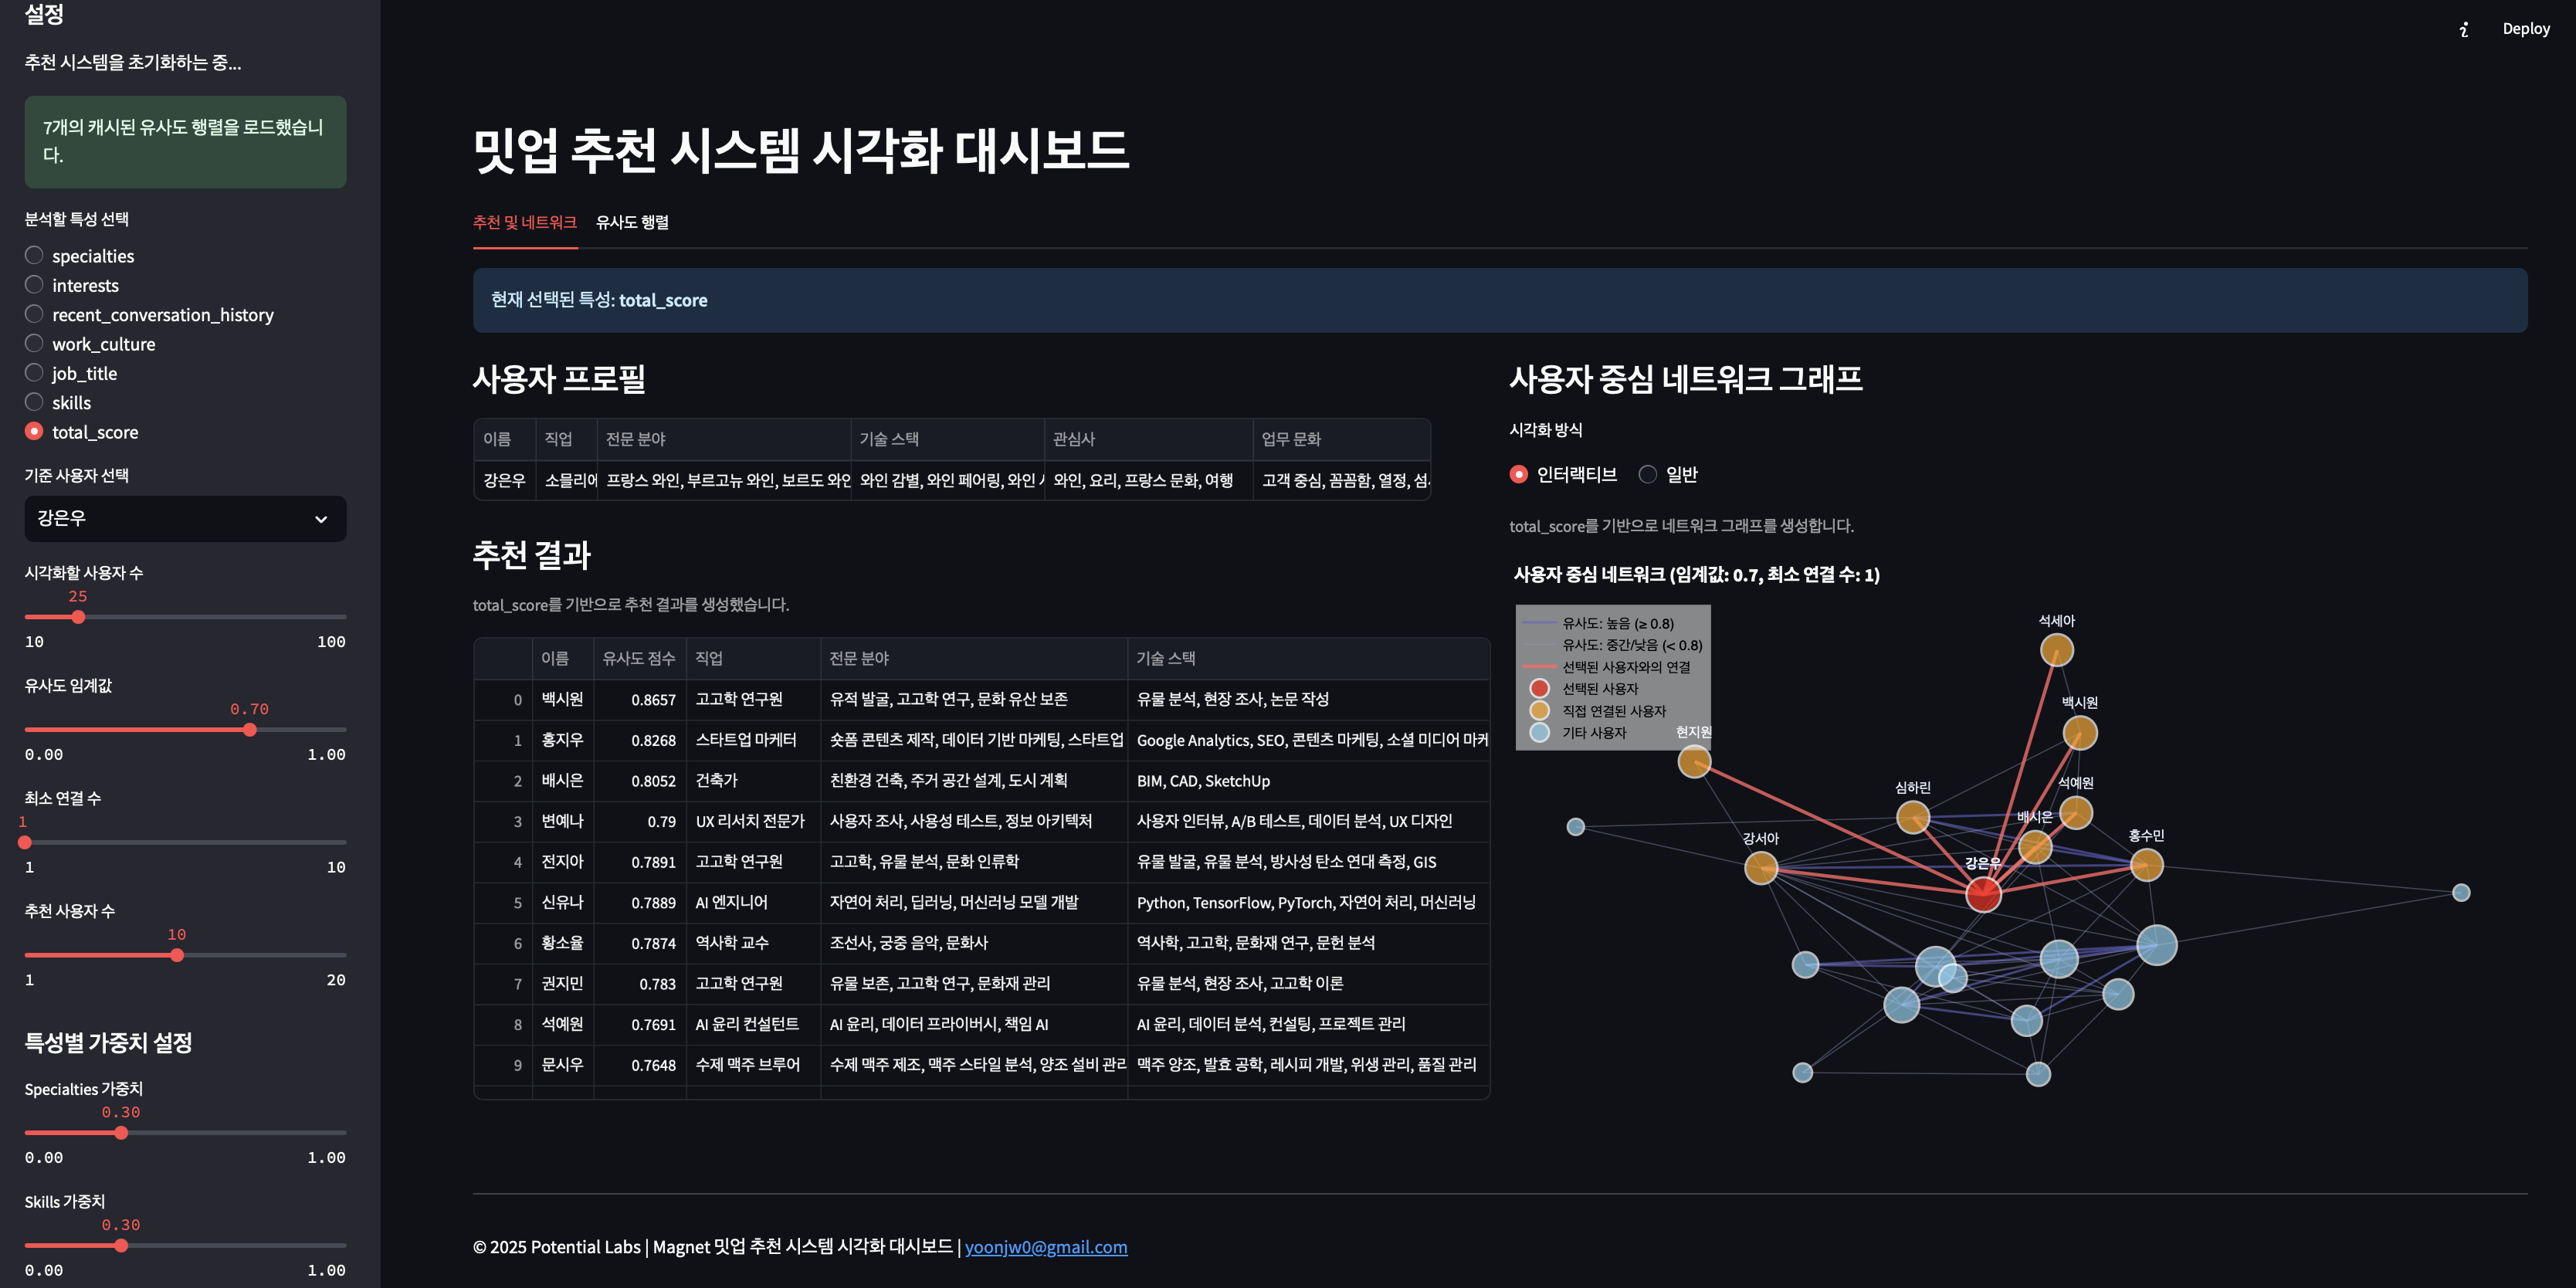 설정
추천 시스템을 초기화하는 중...
7개의 캐시된 유사도 행렬을 로드했습니
다.
분석할 특성 선택
specialties
interests
recent_conversation_history
work_culture
job_title
skills
total_score
기준 사용자 선택
강은우
시각화할 사용자 수
25
10 100
유사도 임계값
0.70
0.00 1.00
최소 연결 수
1
1 10
추천 사용자 수
10
1 20
특성별 가중치 설정
Specialties 가중치
0.30
0.00 1.00
Skills 가중치
0.30
0.00 1.00
Deploy
밋업 추천 시스템 시각화 대시보드
추천 및 네트워크 유사도 행렬
현재 선택된 특성: total_score
사용자 프로필
이름 직업 전문 분야 기술 스택 관심사 업무 문화
강은우 소믈리에 프랑스 와인, 부르고뉴 와인, 보르도 와인 와인 감별, 와인 페어링, 와인 와인, 요리, 프랑스 문화, 여행 고객 중심, 꼼꼼함, 열정, 섬
추천 결과
total_score를 기반으로 추천 결과를 생성했습니다.
이름 유사도 점수 직업 전문 분야 기술 스택
0 백시원 0.8657 고고학 연구원 유적 발굴, 고고학 연구, 문화 유산 보존 유물 분석, 현장 조사, 논문 작성
1 홍지우 0.8268 스타트업 마케터 숏폼 콘텐츠 제작, 데이터 기반 마케팅, 스타트업 Google Analytics, SEO, 콘텐츠 마케팅, 소셜 미디어 마케
2 배시은 0.8052 건축가 친환경 건축, 주거 공간 설계, 도시 계획 BIM, CAD, SketchUp
3 변예나 0.79 UX 리서치 전문가 사용자 조사, 사용성 테스트, 정보 아키텍처 사용자 인터뷰, A/B 테스트, 데이터 분석, UX 디자인
4 전지아 0.7891 고고학 연구원 고고학, 유물 분석, 문화 인류학 유물 발굴, 유물 분석, 방사성 탄소 연대 측정, GIS
5 신유나 0.7889 AI 엔지니어 자연어 처리, 딥러닝, 머신러닝 모델 개발 Python, TensorFlow, PyTorch, 자연어 처리, 머신러닝
6 황소율 0.7874 역사학 교수 조선사, 궁중 음악, 문화사 역사학, 고고학, 문화재 연구, 문헌 분석
7 권지민 0.783 고고학 연구원 유물 보존, 고고학 연구, 문화재 관리 유물 분석, 현장 조사, 고고학 이론
8 석예원 0.7691 AI 윤리 컨설턴트 AI 윤리, 데이터 프라이버시, 책임 AI AI 윤리, 데이터 분석, 컨설팅, 프로젝트 관리
9 문시우 0.7648 수제 맥주 브루어 수제 맥주 제조, 맥주 스타일 분석, 양조 설비 관리 맥주 양조, 발효 공학, 레시피 개발, 위생 관리, 품질 관리
사용자 중심 네트워크 그래프
시각화 방식
인터랙티브 일반
total_score를 기반으로 네트워크 그래프를 생성합니다.
사용자 중심 네트워크 (임계값: 0.7, 최소 연결 수: 1)
유사도: 높음 (≥ 0.8)
유사도: 중간/낮음 (< 0.8)
선택된 사용자와의 연결
선택된 사용자
직접 연결된 사용자
기타 사용자
석세아
백시원
현지원
석예원
심하린
배시은
홍수민
강서아
강은우
© 2025 Potential Labs | Magnet 밋업 추천 시스템 시각화 대시보드 | yoonjw0@gmail.com